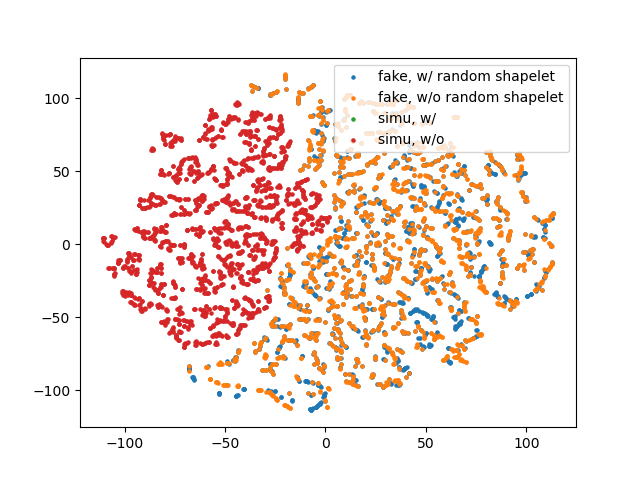 fake, w/ random shapelet
fake, w/o random shapelet
simu, w/
simu, w/o
100
50
0
−50
−100
−100
−50
0
50
100